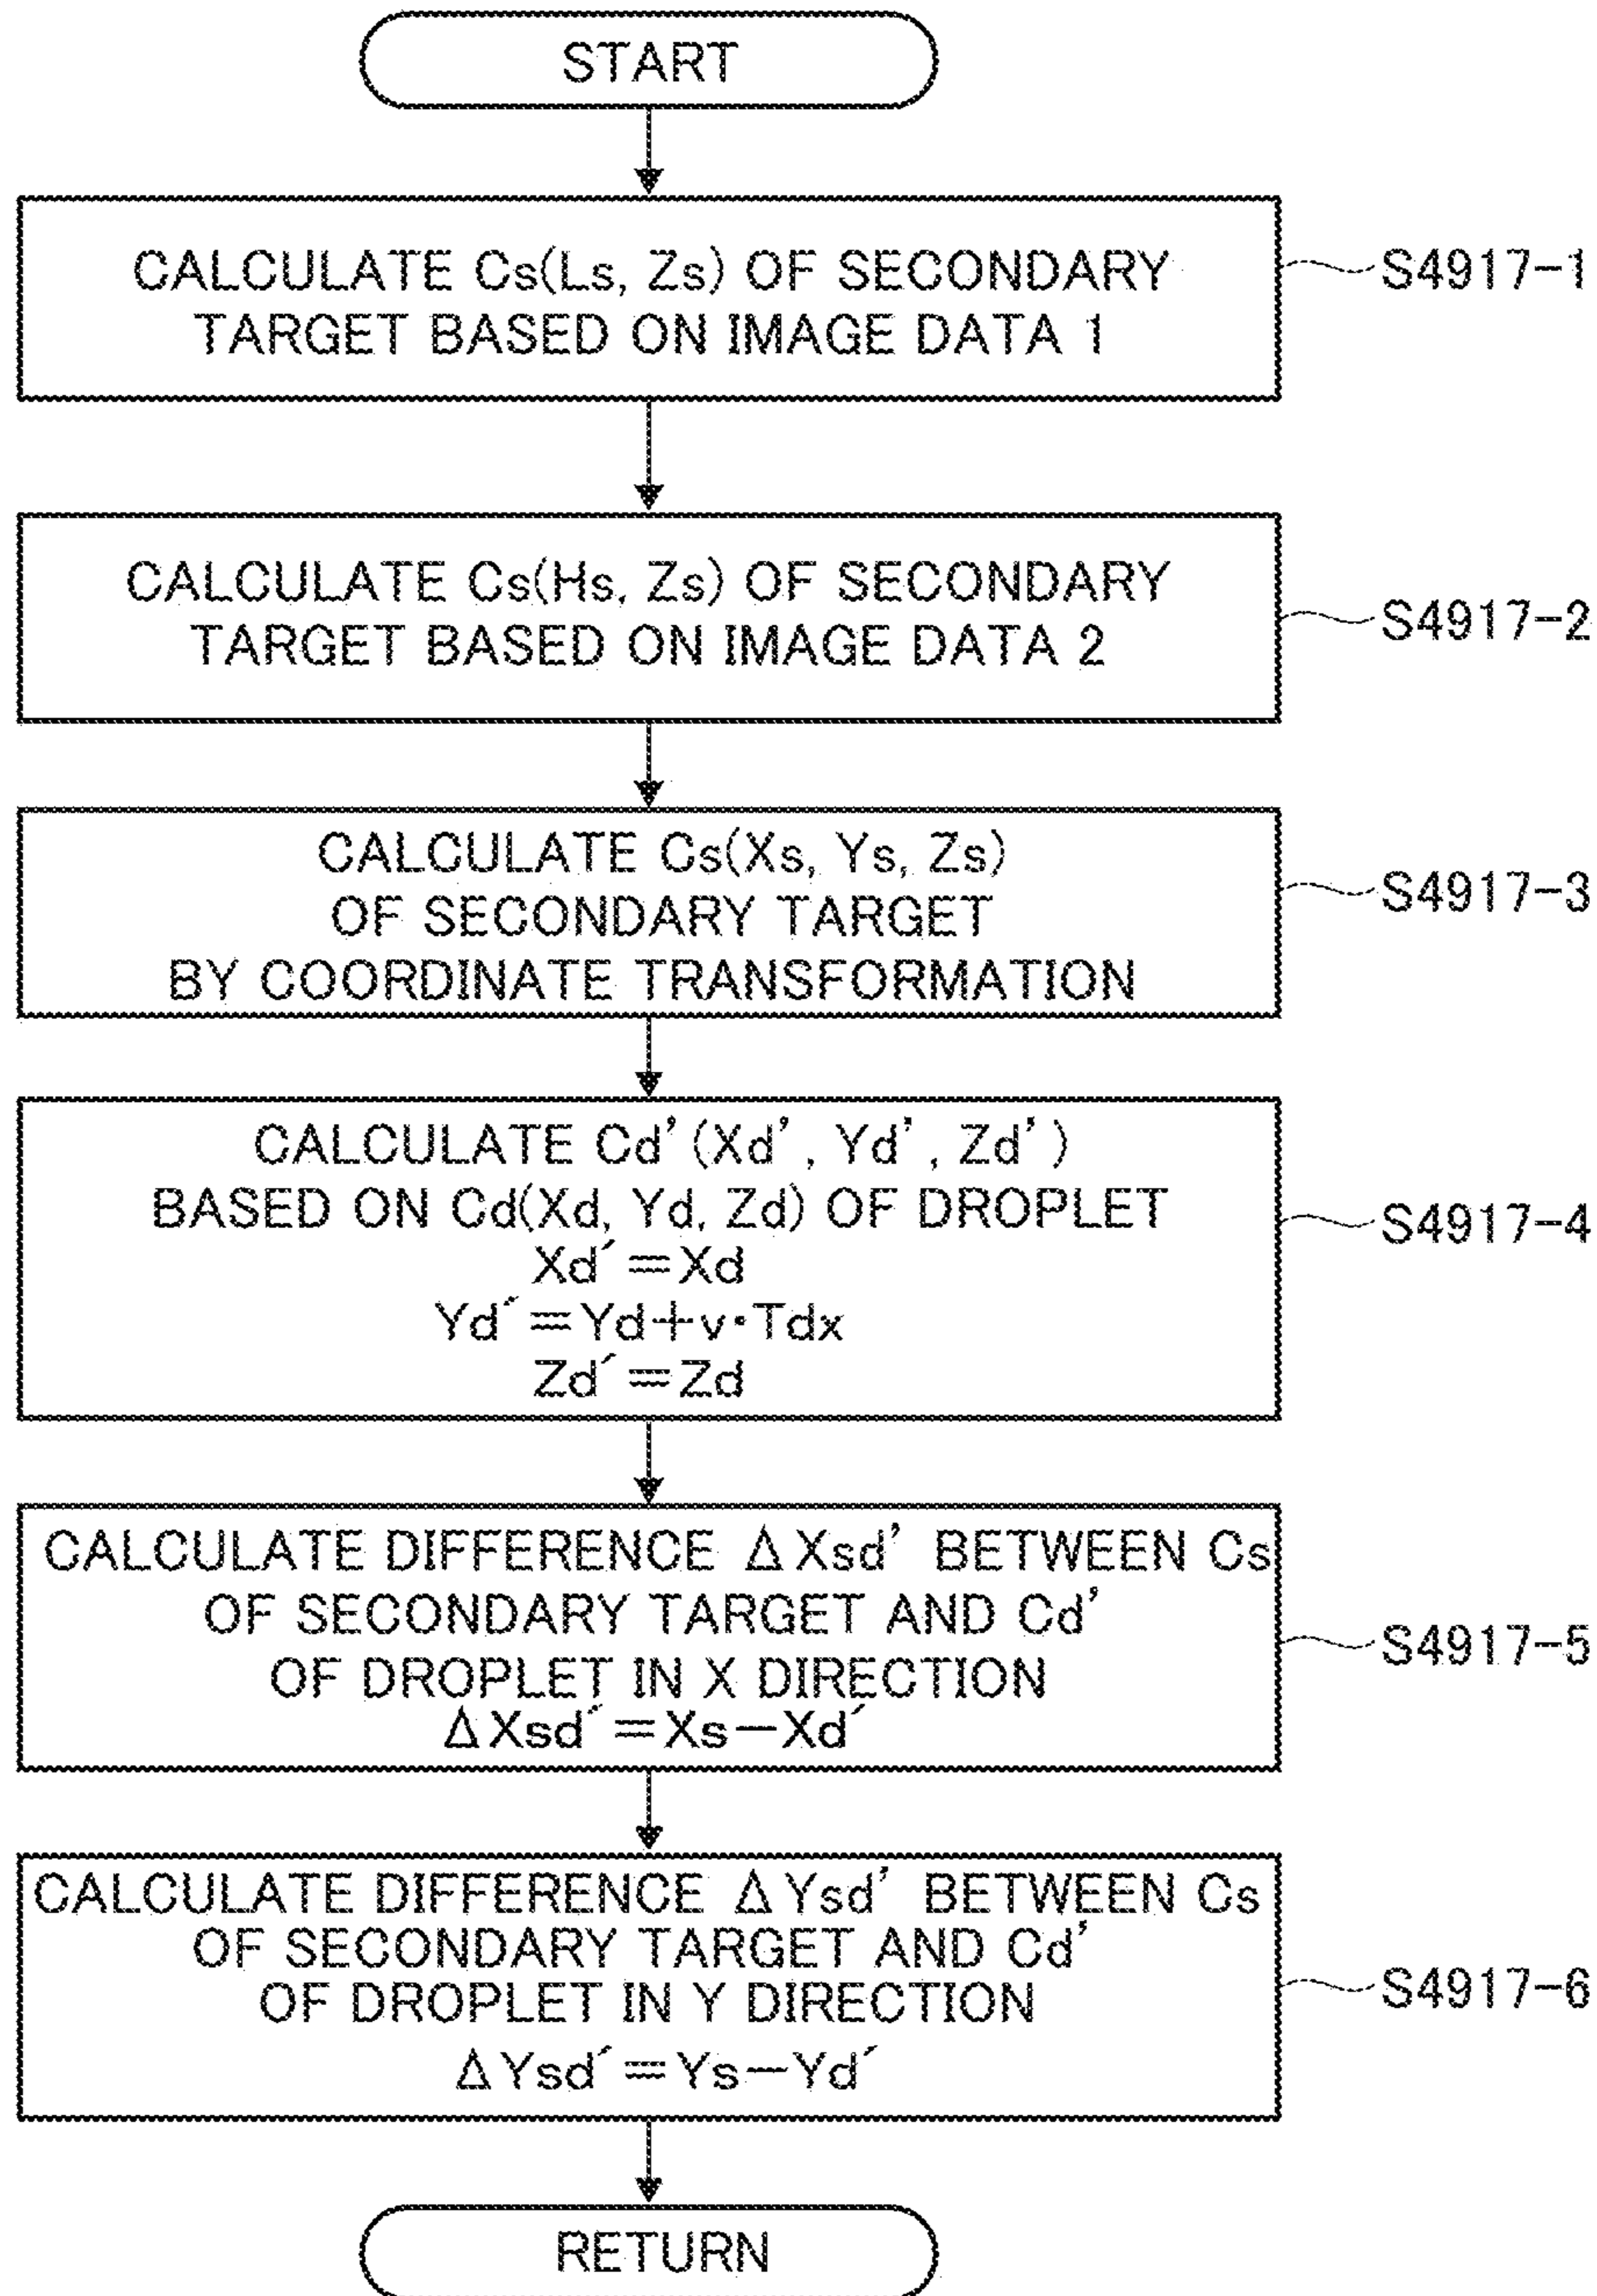 START
CALCULATE Cs(Ls, Zs) OF SECONDARY
TARGET BASED ON IMAGE DATA 1
S4917-1
CALCULATE Cs(Hs, Zs) OF SECONDARY
TARGET BASED ON IMAGE DATA 2
S4917-2
CALCULATE Cs(Xs, Ys, Zs)
OF SECONDARY TARGET
BY COORDINATE TRANSFORMATION
S4917-3
CALCULATE Cd’(Xd’, Yd’, Zd’)
BASED ON Cd(Xd, Yd, Zd) OF DROPLET
Xd´=Xd
Yd´=Yd+v·Tdx
Zd´=Zd
S4917-4
CALCULATE DIFFERENCE ΔXsd’ BETWEEN Cs
OF SECONDARY TARGET AND Cd’
OF DROPLET IN X DIRECTION
ΔXsd´=Xs−Xd´
S4917-5
CALCULATE DIFFERENCE ΔYsd’ BETWEEN Cs
OF SECONDARY TARGET AND Cd’
OF DROPLET IN Y DIRECTION
ΔYsd´=Ys−Yd´
S4917-6
RETURN